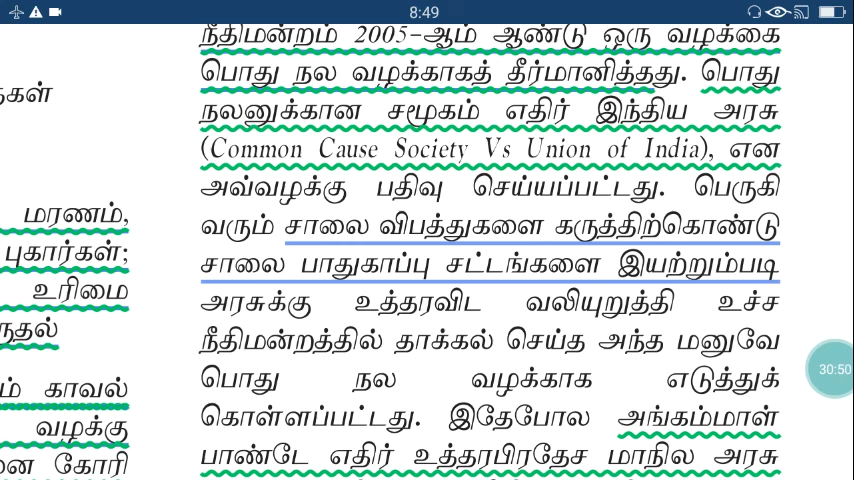 8:49
தகள்
மரணம்,
புகார்கள்;
உரிமை
ருதல்
ம் காவல்
வழக்கு
கோரி
நீதிமன்றம் 2005-ஆம் ஆண்டு ஒரு வழக்கை
பொது நல வழக்காகத் தீர்மானித்தது. பொது
நலனுக்கான சமூகம் எதிர் இந்திய அரசு
(Common Cause Society Vs Union of India), என
அவ்வழக்கு பதிவு செய்யப்பட்டது. பெருகி
வரும் சாலை விபத்துகளை கருத்திற்கொண்டு
சாலை பாதுகாப்பு சட்டங்களை இயற்றும்படி
அரசுக்கு உத்தரவிட வலியுறுத்தி உச்ச
நீதிமன்றத்தில் தாக்கல் செய்த அந்த மனுவே
பொது நல வழக்காக எடுத்துக்
கொள்ளப்பட்டது. இதேபோல அங்கம்மாள்
பாண்டே எதிர் உத்தரபிரதேச மாநில அரசு
30:50